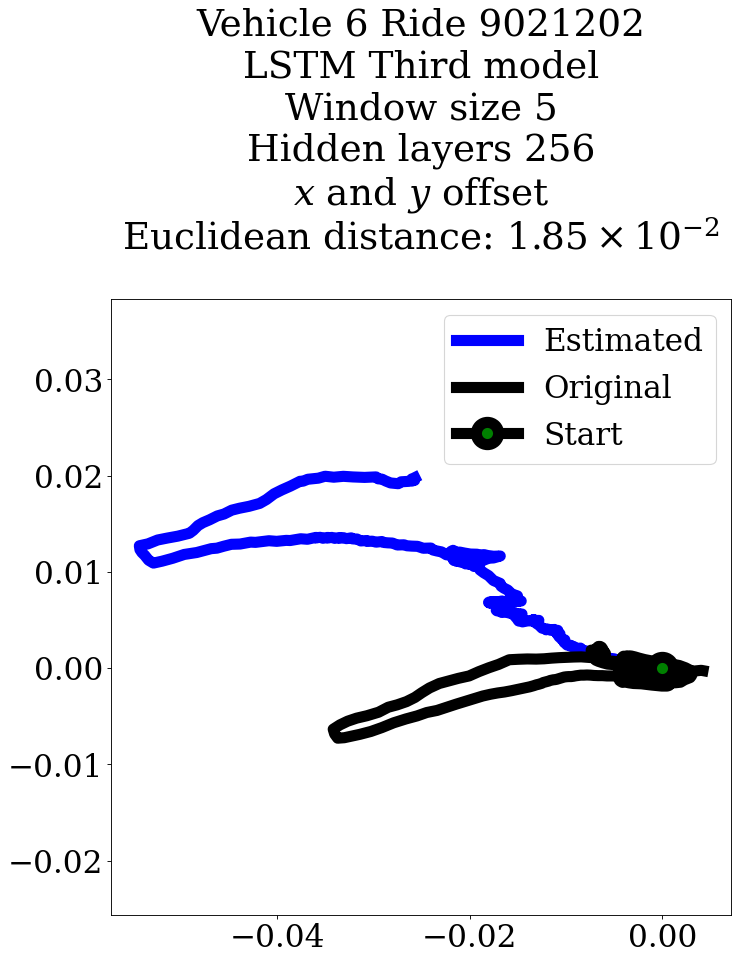 Vehicle 6 Ride 9021202
LSTM Third model
Window size 5
Hidden layers 256
x and y offset
Euclidean distance: 1.85 × 10⁻²
Estimated
Original
Start
0.03
0.02
0.01
0.00
−0.01
−0.02
−0.04
−0.02
0.00